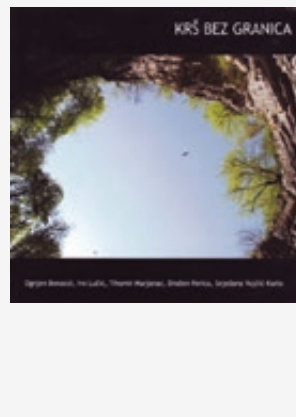 KRŠ BEZ GRANICA
Ognjen Bonacci, Ivo Lučić, Tihomir Marjanac, Dražen Perica, Snježana Vujčić Karlo